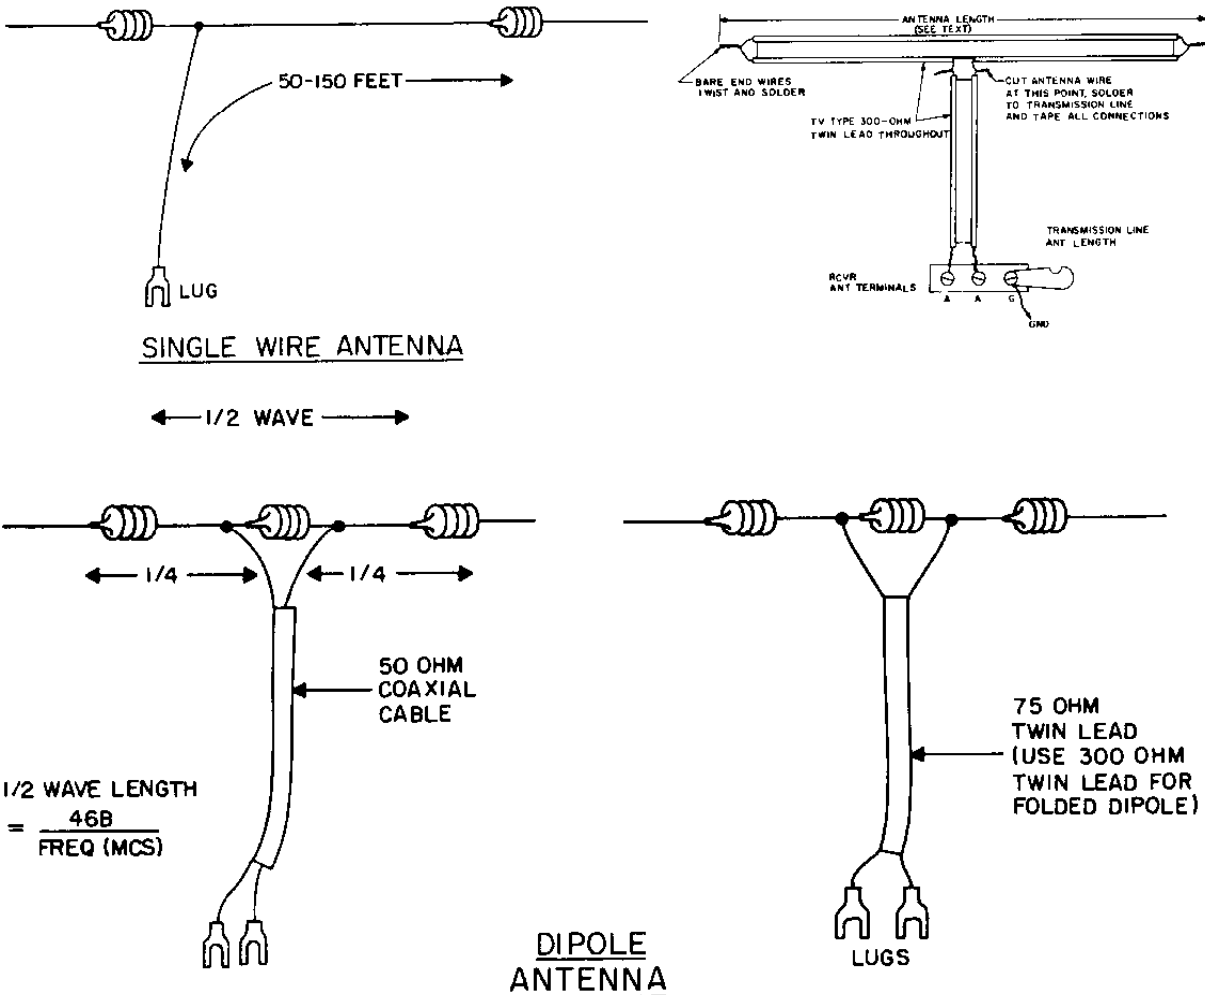 50-150 FEET
LUG
SINGLE WIRE ANTENNA
ANTENNA LENGTH
(SEE TEXT)
BARE END WIRES
TWIST AND SOLDER
CUT ANTENNA WIRE
AT THIS POINT, SOLDER
TO TRANSMISSION LINE
AND TAPE ALL CONNECTIONS
TV TYPE 300-OHM
TWIN LEAD THROUGHOUT
TRANSMISSION LINE
ANT LENGTH
RCVR
ANT TERMINALS
A A G
GND
1/2 WAVE
1/4 1/4
50 OHM
COAXIAL
CABLE
1/2 WAVE LENGTH
= 468
FREQ (MCS)
75 OHM
TWIN LEAD
(USE 300 OHM
TWIN LEAD FOR
FOLDED DIPOLE)
LUGS
DIPOLE
ANTENNA